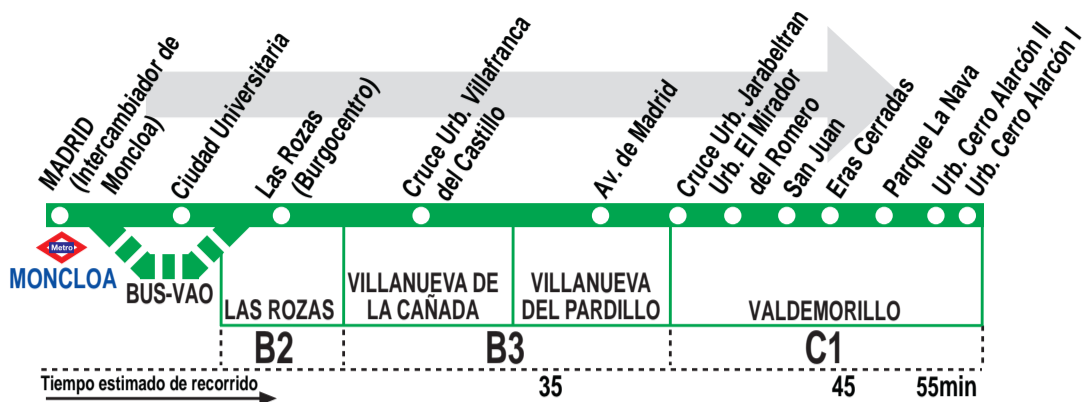 MADRID
(Intercambiador de
Moncloa)
Ciudad Universitaria
Las Rozas
(Burgocentro)
Cruce Urb. Villafranca
del Castillo
Av. de Madrid
Cruce Urb. Jarabeltran
Urb. El Mirador
del Romero
San Juan
Eras Cerradas
Parque La Nava
Urb. Cerro Alarcón II
Urb. Cerro Alarcón I
Metro
MONCLOA
BUS-VAO
LAS ROZAS
VILLANUEVA DE
LA CAÑADA
VILLANUEVA
DEL PARDILLO
VALDEMORILLO
B2
B3
C1
Tiempo estimado de recorrido
35
45
55min